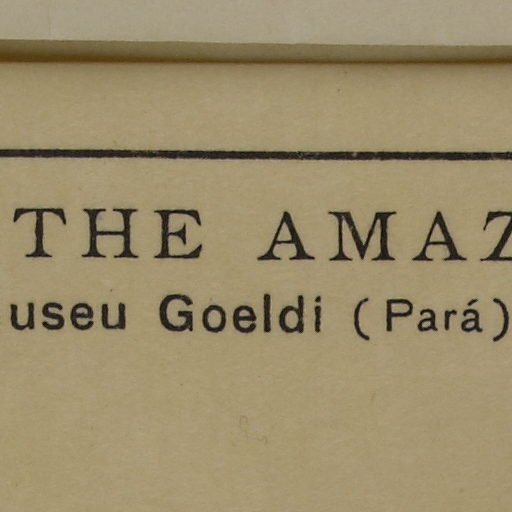 THE AMAZ
useu Goeldi (Pará)